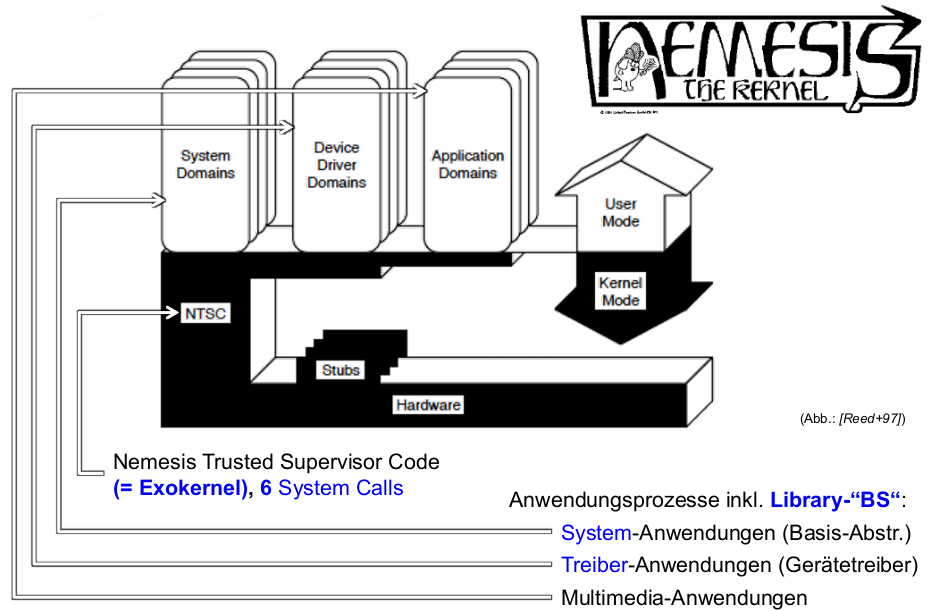 NEMESIS
THE KERNEL
System
Domains
Device
Driver
Domains
Application
Domains
User
Mode
Kernel
Mode
NTSC
Stubs
Hardware
(Abb.: [Reed+97])
Nemesis Trusted Supervisor Code
(= Exokernel), 6 System Calls
Anwendungsprozesse inkl. Library-“BS“:
System-Anwendungen (Basis-Abstr.)
Treiber-Anwendungen (Gerätetreiber)
Multimedia-Anwendungen